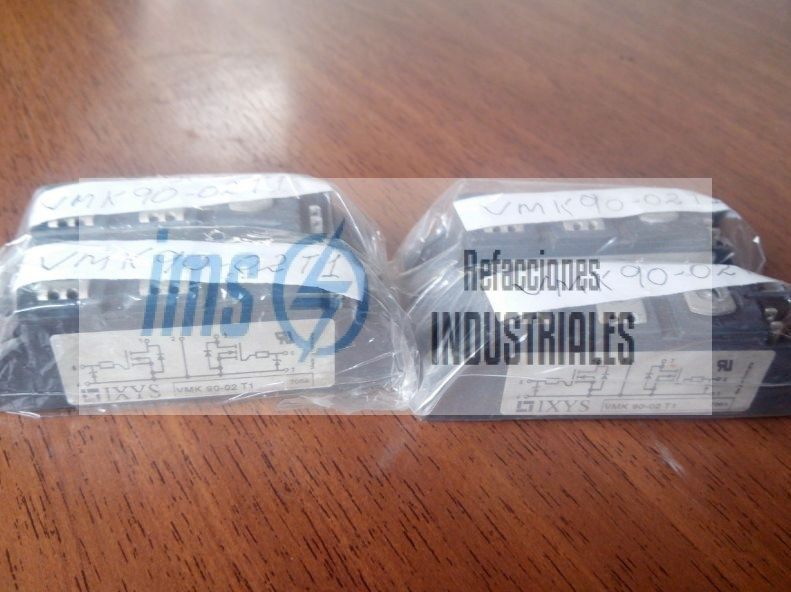 VMK90-02T1
VMK90-02T1
VMK90-02T1
VMK90-02
ims
Refacciones
INDUSTRIALES
IXYS
VMK 90-02 T1
IXYS
VMK 90-02 T1